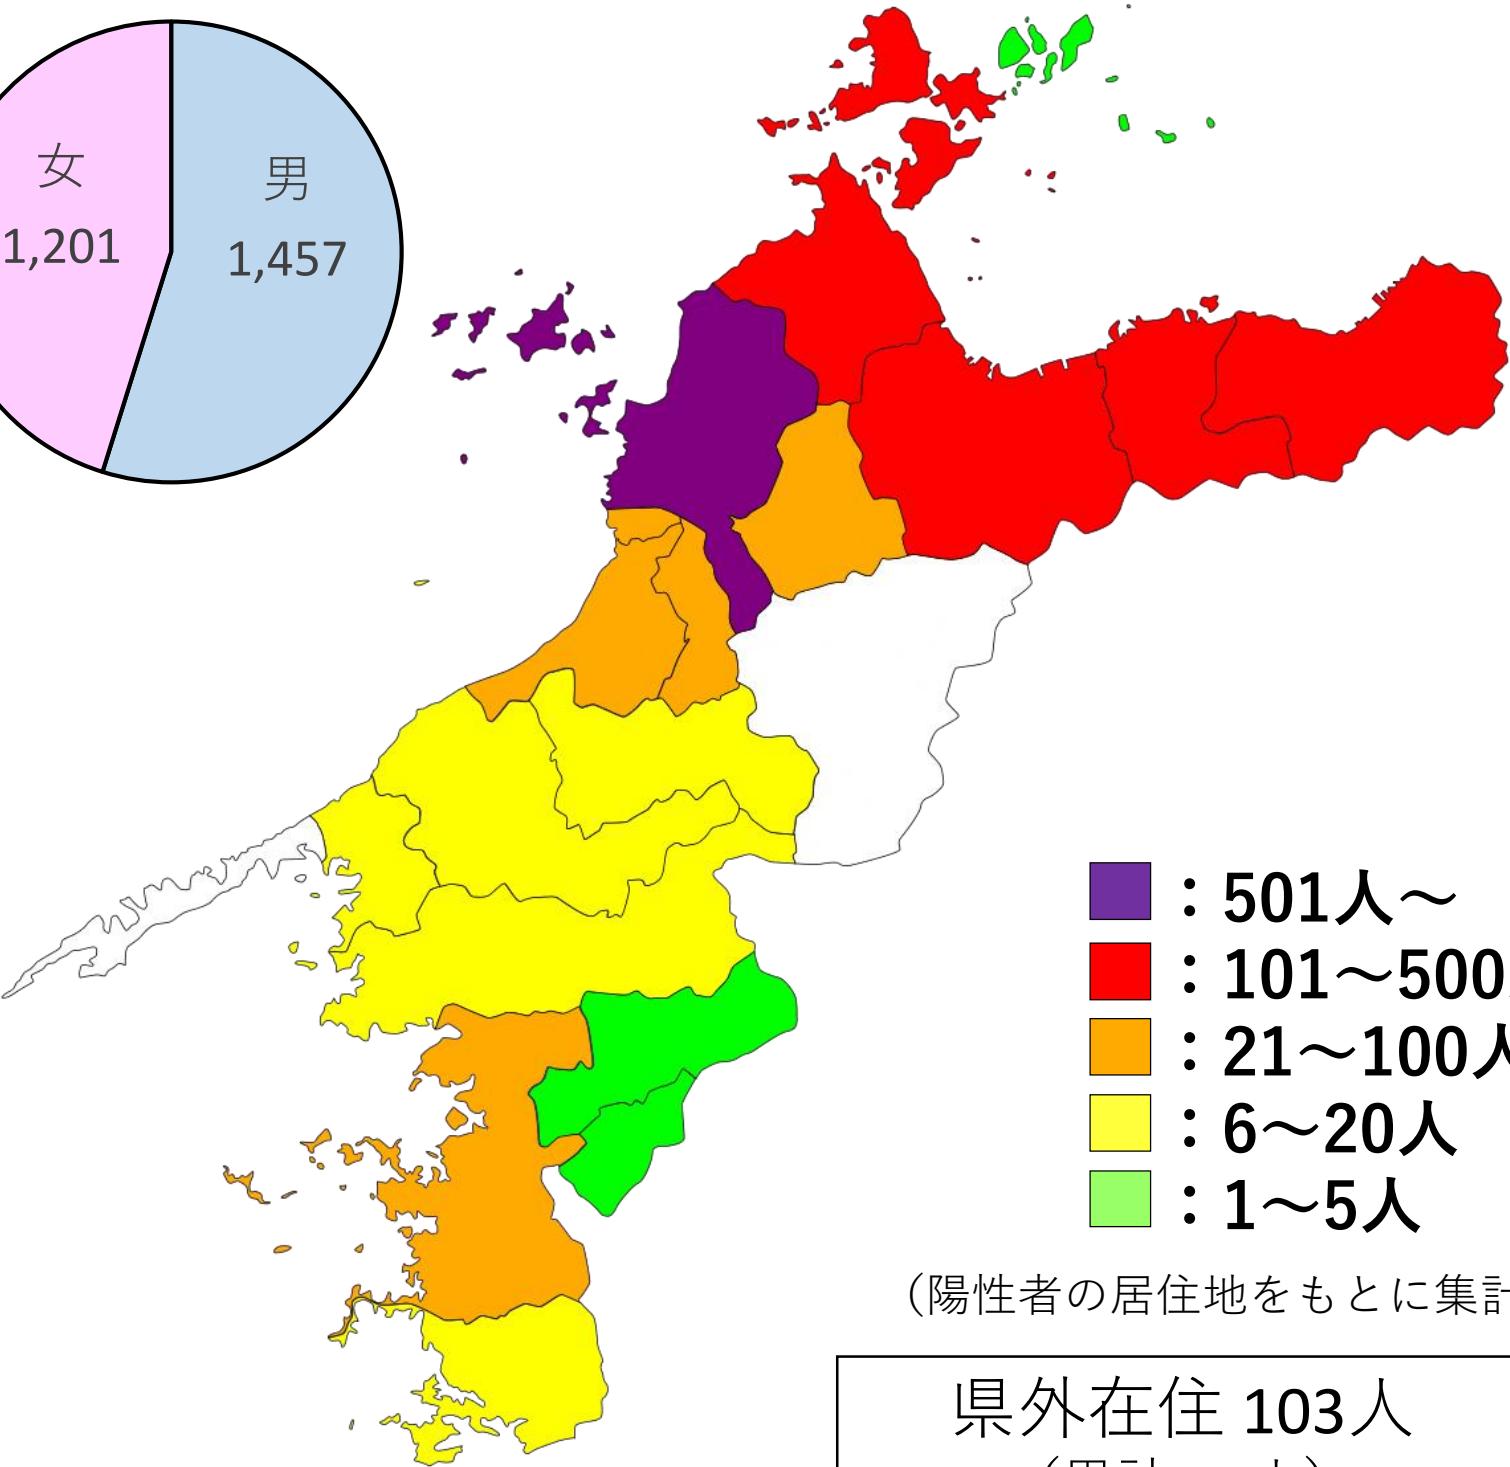 女
1,201
男
1,457
：501人～
：101～500
：21～100人
：6～20人
：1～5人
（陽性者の居住地をもとに集計
県外在住 103人